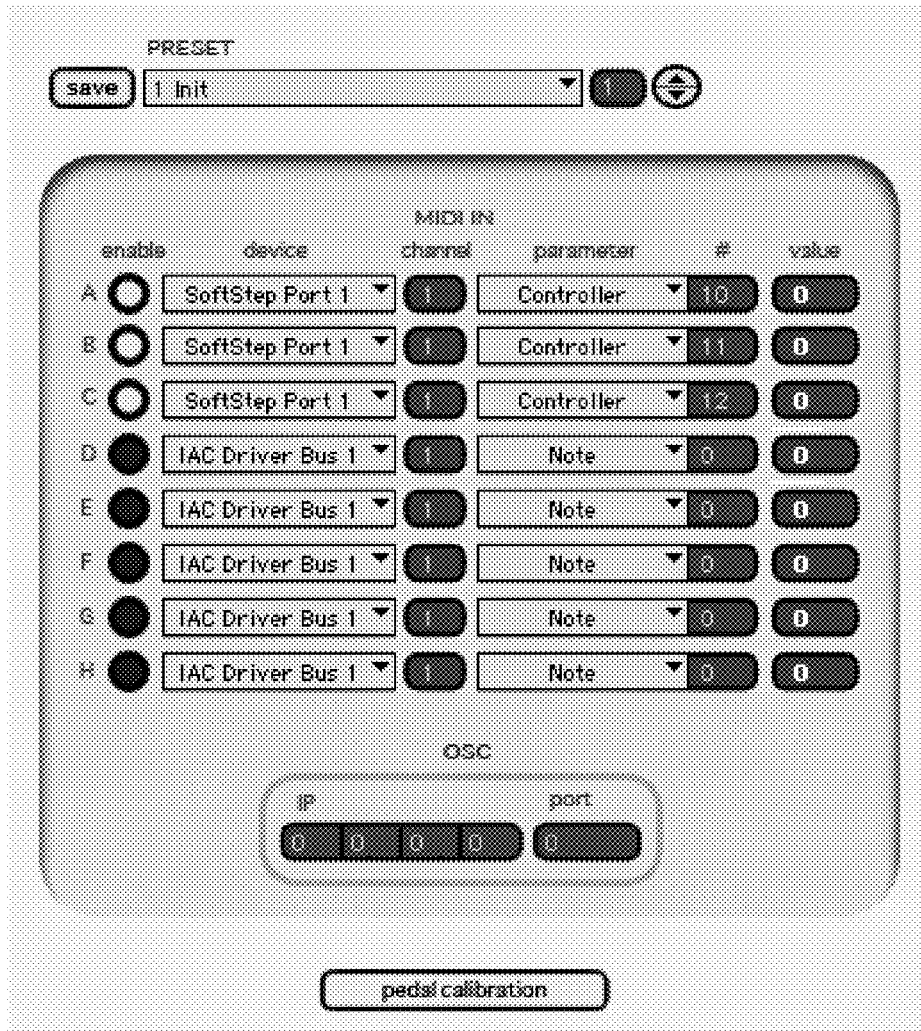 PRESET
save 1 Init 1
MIDI IN
enable device channel parameter # value
A SoftStep Port 1 1 Controller 10 0
B SoftStep Port 1 1 Controller 11 0
C SoftStep Port 1 1 Controller 12 0
D IAC Driver Bus 1 1 Note 0 0
E IAC Driver Bus 1 1 Note 0 0
F IAC Driver Bus 1 1 Note 0 0
G IAC Driver Bus 1 1 Note 0 0
H IAC Driver Bus 1 1 Note 0 0
OSC
IP port
0 0 0 0 0
pedal calibration